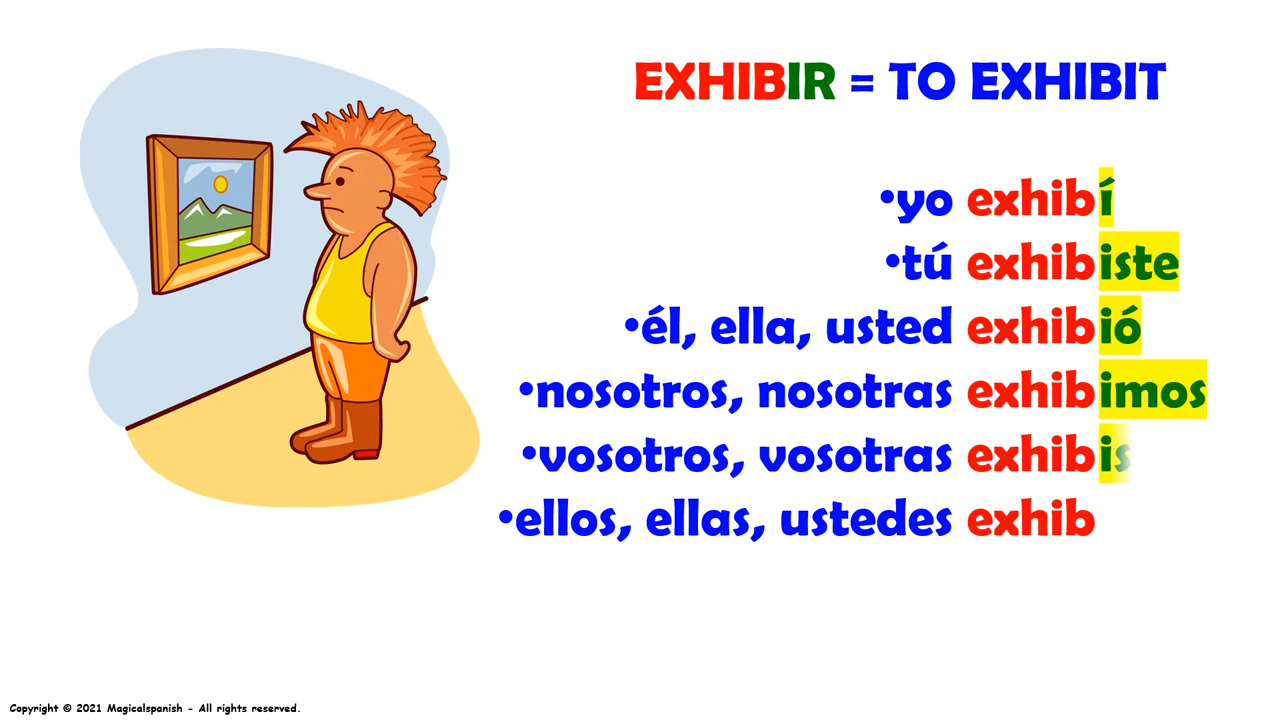 EXHIBIR = TO EXHIBIT
•yo exhibí
•tú exhibiste
•él, ella, usted exhibió
•nosotros, nosotras exhibimos
•vosotros, vosotras exhibis
•ellos, ellas, ustedes exhib
Copyright © 2021 Magicalspanish - All rights reserved.